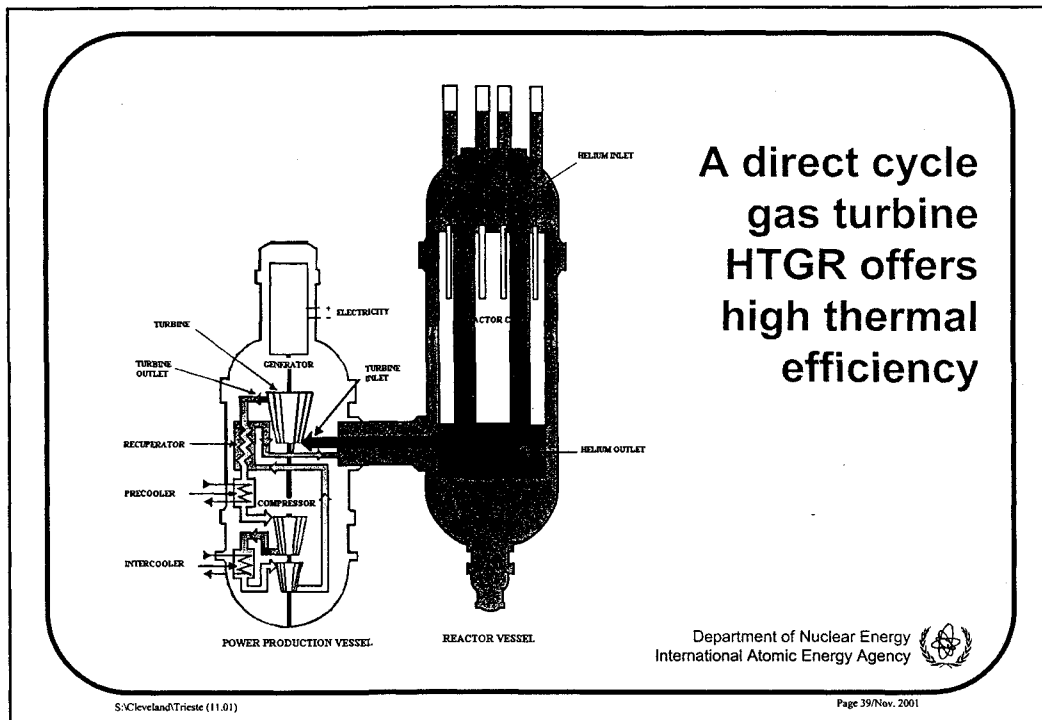 A direct cycle
gas turbine
HTGR offers
high thermal
efficiency
HELIUM INLET
ELECTRICITY
+
-
TURBINE
GENERATOR
TURBINE
OUTLET
TURBINE
INLET
RECUPERATOR
HELIUM OUTLET
PRECOOLER
COMPRESSOR
INTERCOOLER
POWER PRODUCTION VESSEL
REACTOR VESSEL
Department of Nuclear Energy
International Atomic Energy Agency
S:\Cleveland\Trieste (11.01)
Page 39/Nov. 2001